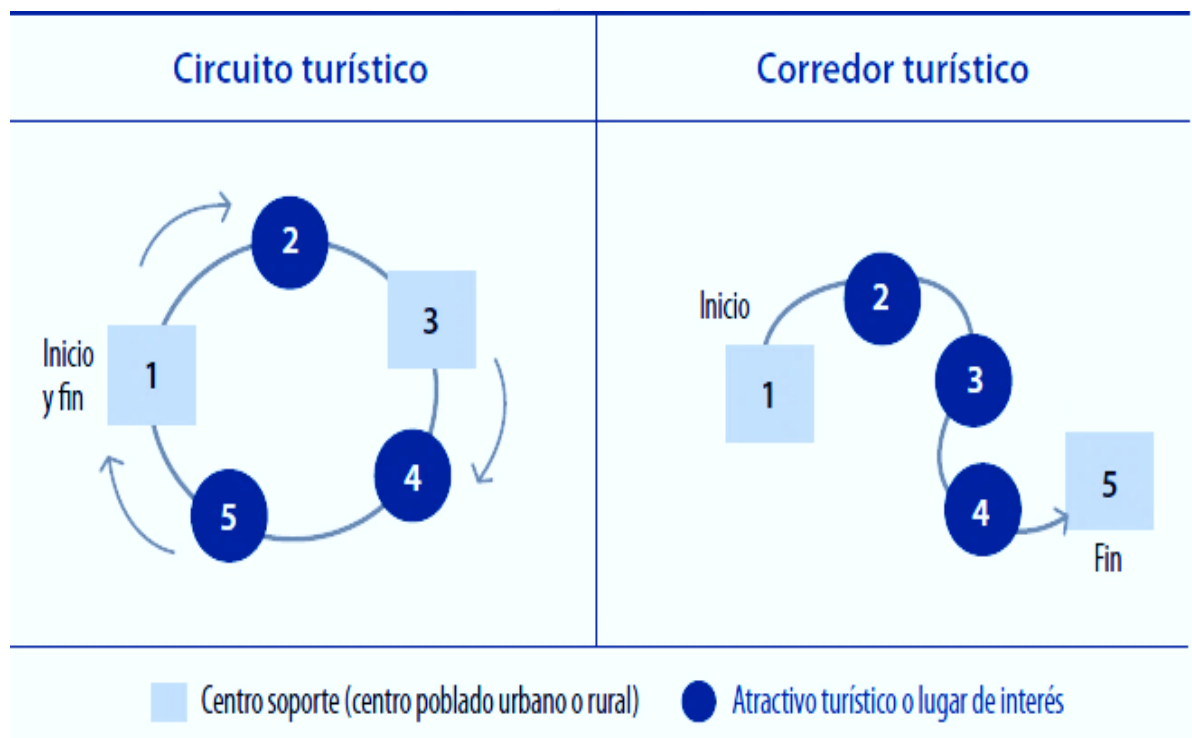 Circuito turístico
Corredor turístico
2
3
Inicio
y fin
1
4
5
Inicio
2
1
3
5
4
Fin
Centro soporte (centro poblado urbano o rural)
Atractivo turístico o lugar de interés